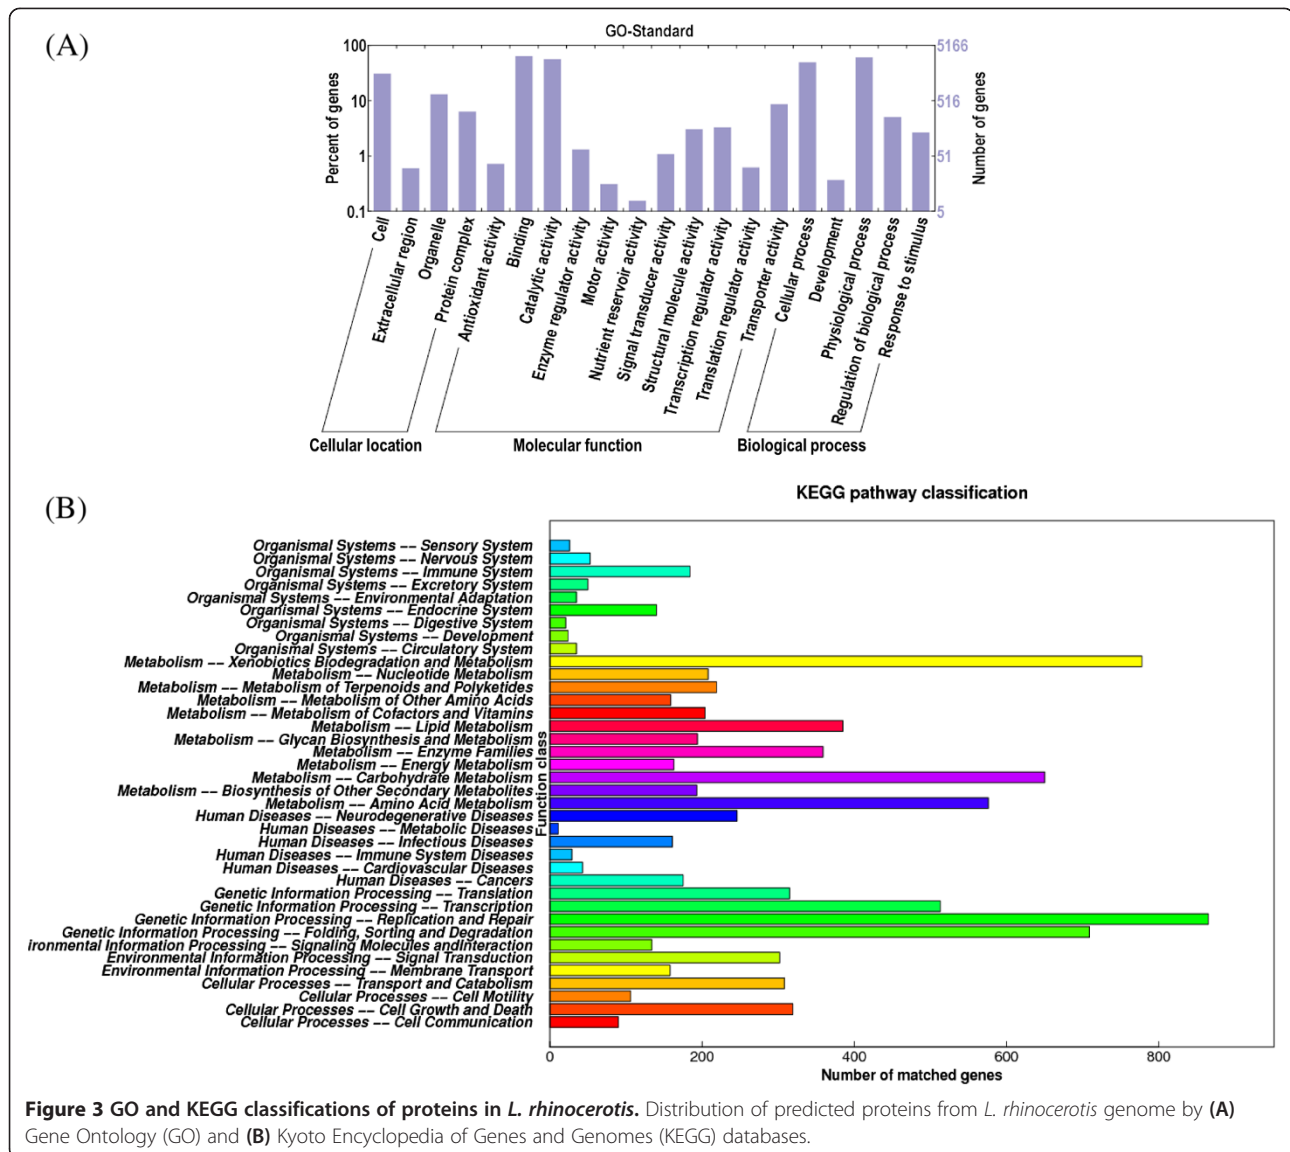 (A)
GO-Standard
100
10
1
0.1
Percent of genes
5166
516
51
5
Number of genes
Cell
Extracellular region
Organelle
Protein complex
Antioxidant activity
Binding
Catalytic activity
Enzyme regulator activity
Motor activity
Nutrient reservoir activity
Signal transducer activity
Structural molecule activity
Transcription regulator activity
Translation regulator activity
Transporter activity
Cellular process
Development
Physiological process
Regulation of biological process
Response to stimulus
Cellular location
Molecular function
Biological process
(B)
KEGG pathway classification
Organismal Systems -- Sensory System
Organismal Systems -- Nervous System
Organismal Systems -- Immune System
Organismal Systems -- Excretory System
Organismal Systems -- Environmental Adaptation
Organismal Systems -- Endocrine System
Organismal Systems -- Digestive System
Organismal Systems -- Development
Organismal Systems -- Circulatory System
Metabolism -- Xenobiotics Biodegradation and Metabolism
Metabolism -- Nucleotide Metabolism
Metabolism -- Metabolism of Terpenoids and Polyketides
Metabolism -- Metabolism of Other Amino Acids
Metabolism -- Metabolism of Cofactors and Vitamins
Metabolism -- Lipid Metabolism
Metabolism -- Glycan Biosynthesis and Metabolism
Metabolism -- Enzyme Families
Metabolism -- Energy Metabolism
Metabolism -- Carbohydrate Metabolism
Metabolism -- Biosynthesis of Other Secondary Metabolites
Metabolism -- Amino Acid Metabolism
Human Diseases -- Neurodegenerative Diseases
Human Diseases -- Metabolic Diseases
Human Diseases -- Infectious Diseases
Human Diseases -- Immune System Diseases
Human Diseases -- Cardiovascular Diseases
Human Diseases -- Cancers
Genetic Information Processing -- Translation
Genetic Information Processing -- Transcription
Genetic Information Processing -- Replication and Repair
Genetic Information Processing -- Folding, Sorting and Degradation
ironmental Information Processing -- Signaling Molecules andInteraction
Environmental Information Processing -- Signal Transduction
Environmental Information Processing -- Membrane Transport
Cellular Processes -- Transport and Catabolism
Cellular Processes -- Cell Motility
Cellular Processes -- Cell Growth and Death
Cellular Processes -- Cell Communication
Function class
0 200 400 600 800
Number of matched genes
Figure 3 GO and KEGG classifications of proteins in L. rhinocerotis. Distribution of predicted proteins from L. rhinocerotis genome by (A)
Gene Ontology (GO) and (B) Kyoto Encyclopedia of Genes and Genomes (KEGG) databases.